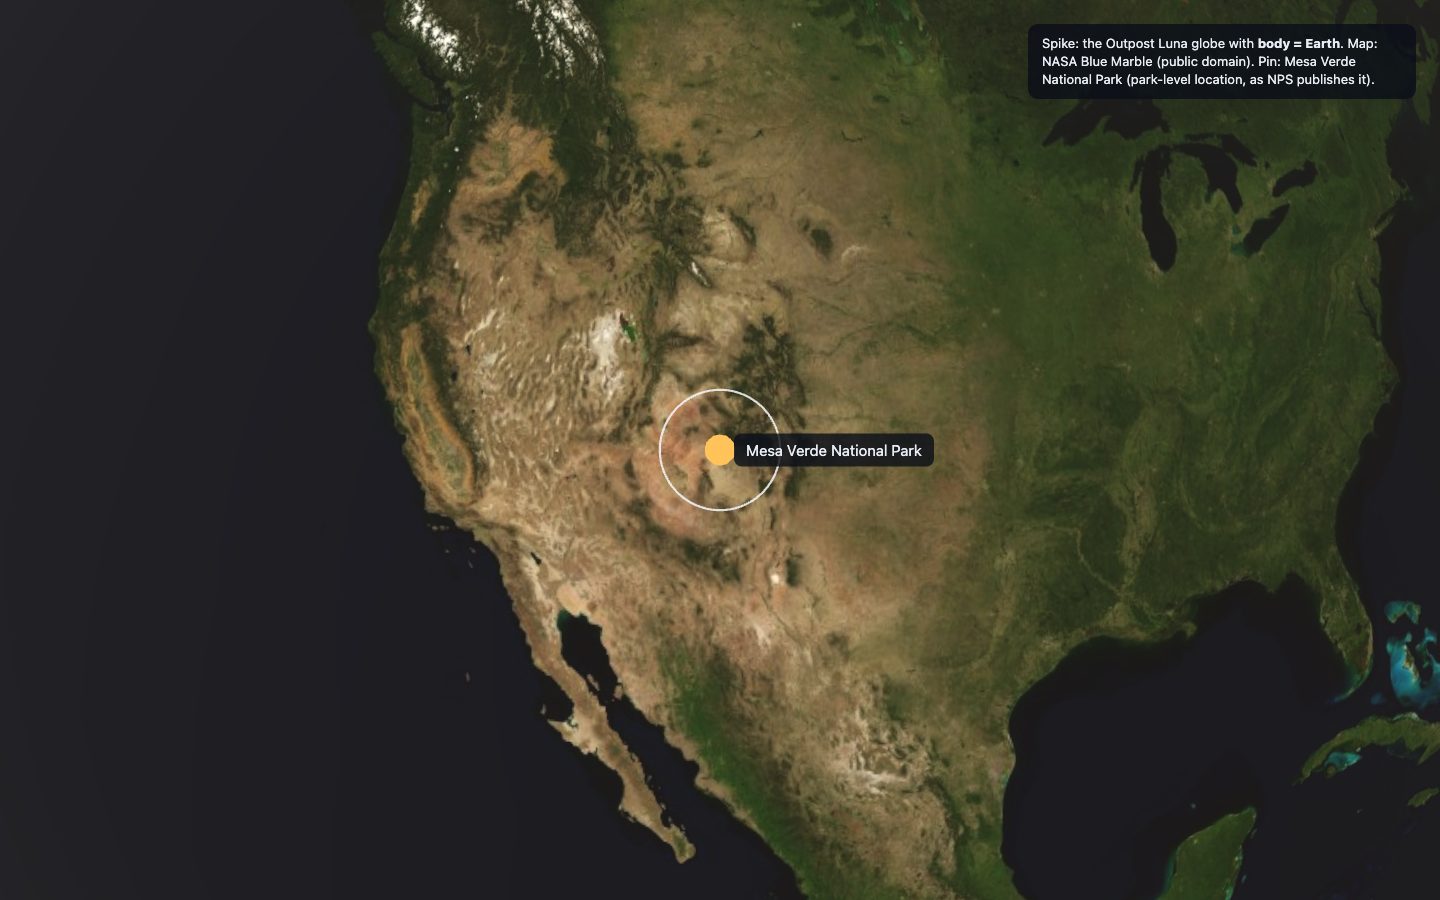 Spike: the Outpost Luna globe with body = Earth. Map:
NASA Blue Marble (public domain). Pin: Mesa Verde
National Park (park-level location, as NPS publishes it).
Mesa Verde National Park